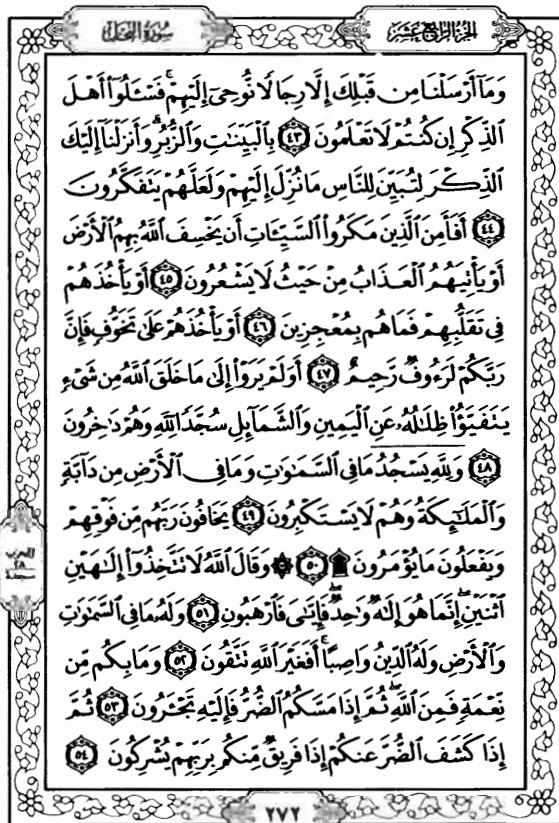 سُورَةُ النَّحْلِ
الجُزْءُ الرَّابِعَ عَشَرَ
وَمَآ أَرْسَلْنَا مِن قَبْلِكَ إِلَّا رِجَالًا نُّوحِىٓ إِلَيْهِمْ ۚ فَسْـَٔلُوٓا۟ أَهْلَ
ٱلذِّكْرِ إِن كُنتُمْ لَا تَعْلَمُونَ ٤٣ بِٱلْبَيِّنَـٰتِ وَٱلزُّبُرِ ۗ وَأَنزَلْنَآ إِلَيْكَ
ٱلذِّكْرَ لِتُبَيِّنَ لِلنَّاسِ مَا نُزِّلَ إِلَيْهِمْ وَلَعَلَّهُمْ يَتَفَكَّرُونَ
٤٤ أَفَأَمِنَ ٱلَّذِينَ مَكَرُوا۟ ٱلسَّيِّـَٔاتِ أَن يَخْسِفَ ٱللَّهُ بِهِمُ ٱلْأَرْضَ
أَوْ يَأْتِيَهُمُ ٱلْعَذَابُ مِنْ حَيْثُ لَا يَشْعُرُونَ ٤٥ أَوْ يَأْخُذَهُمْ
فِى تَقَلُّبِهِمْ فَمَا هُم بِمُعْجِزِينَ ٤٦ أَوْ يَأْخُذَهُمْ عَلَىٰ تَخَوُّفٍ فَإِنَّ
رَبَّكُمْ لَرَءُوفٌ رَّحِيمٌ ٤٧ أَوَلَمْ يَرَوْا۟ إِلَىٰ مَا خَلَقَ ٱللَّهُ مِن شَىْءٍ
يَتَفَيَّؤُا۟ ظِلَـٰلُهُۥ عَنِ ٱلْيَمِينِ وَٱلشَّمَآئِلِ سُجَّدًا لِّلَّهِ وَهُمْ دَٰخِرُونَ
٤٨ وَلِلَّهِ يَسْجُدُ مَا فِى ٱلسَّمَـٰوَٰتِ وَمَا فِى ٱلْأَرْضِ مِن دَآبَّةٍ
وَٱلْمَلَـٰٓئِكَةُ وَهُمْ لَا يَسْتَكْبِرُونَ ٤٩ يَخَافُونَ رَبَّهُم مِّن فَوْقِهِمْ
وَيَفْعَلُونَ مَا يُؤْمَرُونَ ۩ ٥٠ ۞ وَقَالَ ٱللَّهُ لَا تَتَّخِذُوٓا۟ إِلَـٰهَيْنِ
ٱثْنَيْنِ ۖ إِنَّمَا هُوَ إِلَـٰهٌ وَٰحِدٌ ۖ فَإِيَّـٰىَ فَٱرْهَبُونِ ٥١ وَلَهُۥ مَا فِى ٱلسَّمَـٰوَٰتِ
وَٱلْأَرْضِ وَلَهُ ٱلدِّينُ وَاصِبًا ۚ أَفَغَيْرَ ٱللَّهِ تَتَّقُونَ ٥٢ وَمَا بِكُم مِّن
نِّعْمَةٍ فَمِنَ ٱللَّهِ ۖ ثُمَّ إِذَا مَسَّكُمُ ٱلضُّرُّ فَإِلَيْهِ تَجْـَٔرُونَ ٥٣ ثُمَّ
إِذَا كَشَفَ ٱلضُّرَّ عَنكُمْ إِذَا فَرِيقٌ مِّنكُم بِرَبِّهِمْ يُشْرِكُونَ ٥٤
الحزب
٢٨
سجدة
٢٧٢